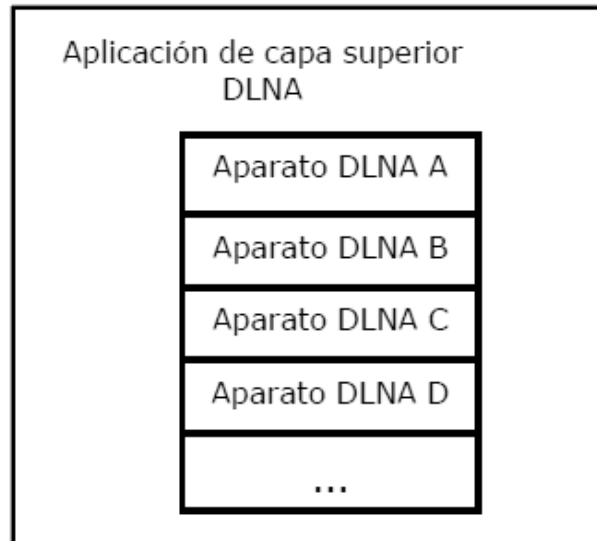 Aplicación de capa superior
DLNA
Aparato DLNA A
Aparato DLNA B
Aparato DLNA C
Aparato DLNA D
...